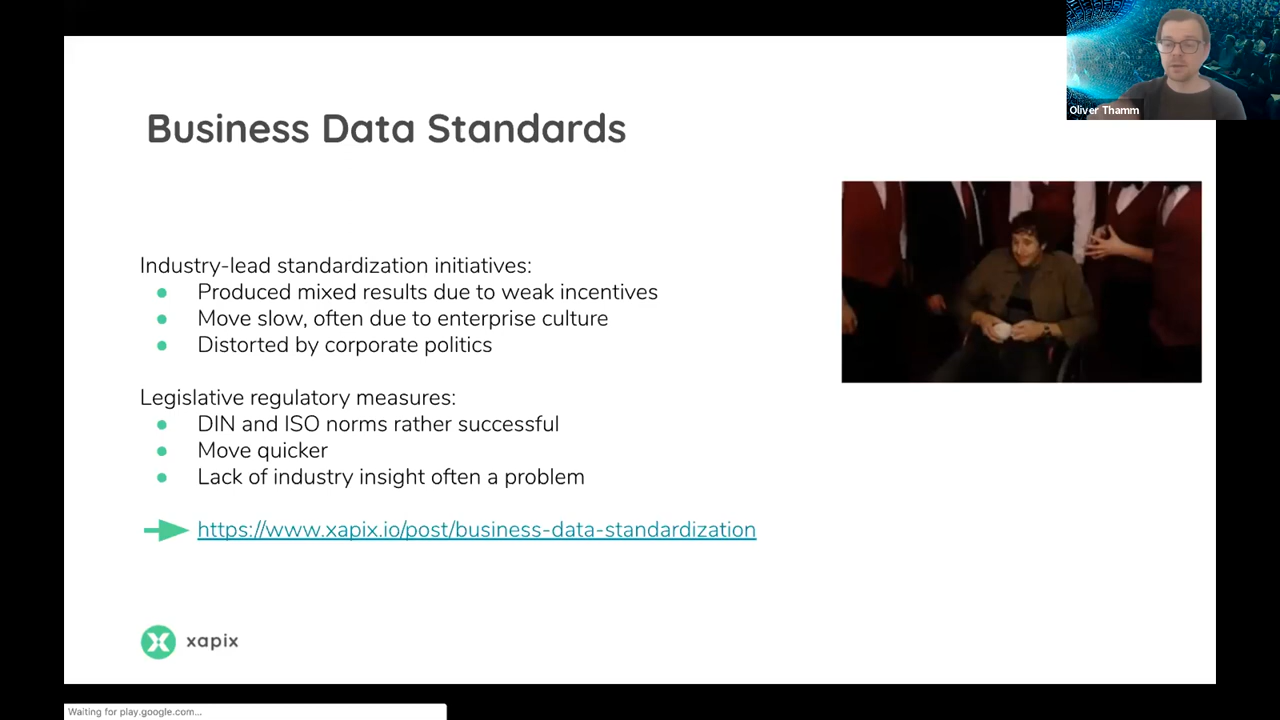 Oliver Thamm
Business Data Standards
Industry-lead standardization initiatives:
● Produced mixed results due to weak incentives
● Move slow, often due to enterprise culture
● Distorted by corporate politics
Legislative regulatory measures:
● DIN and ISO norms rather successful
● Move quicker
● Lack of industry insight often a problem
https://www.xapix.io/post/business-data-standardization
xapix
Waiting for play.google.com...